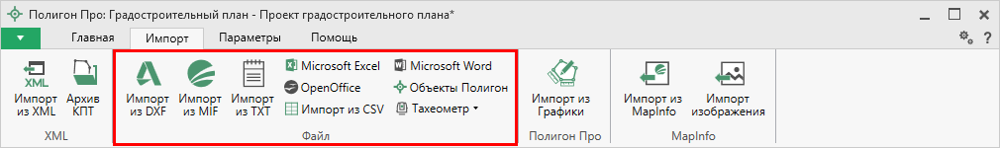 Полигон Про: Градостроительный план - Проект градостроительного плана*
Главная Импорт Параметры Помощь ?
XML
Импорт из XML
Архив КПТ
Импорт из DXF
Импорт из MIF
Импорт из TXT
Microsoft Excel
OpenOffice
Импорт из CSV
Microsoft Word
Объекты Полигон
Тахеометр
Импорт из Графики
Импорт из MapInfo
Импорт изображения
XML Файл Полигон Про MapInfo